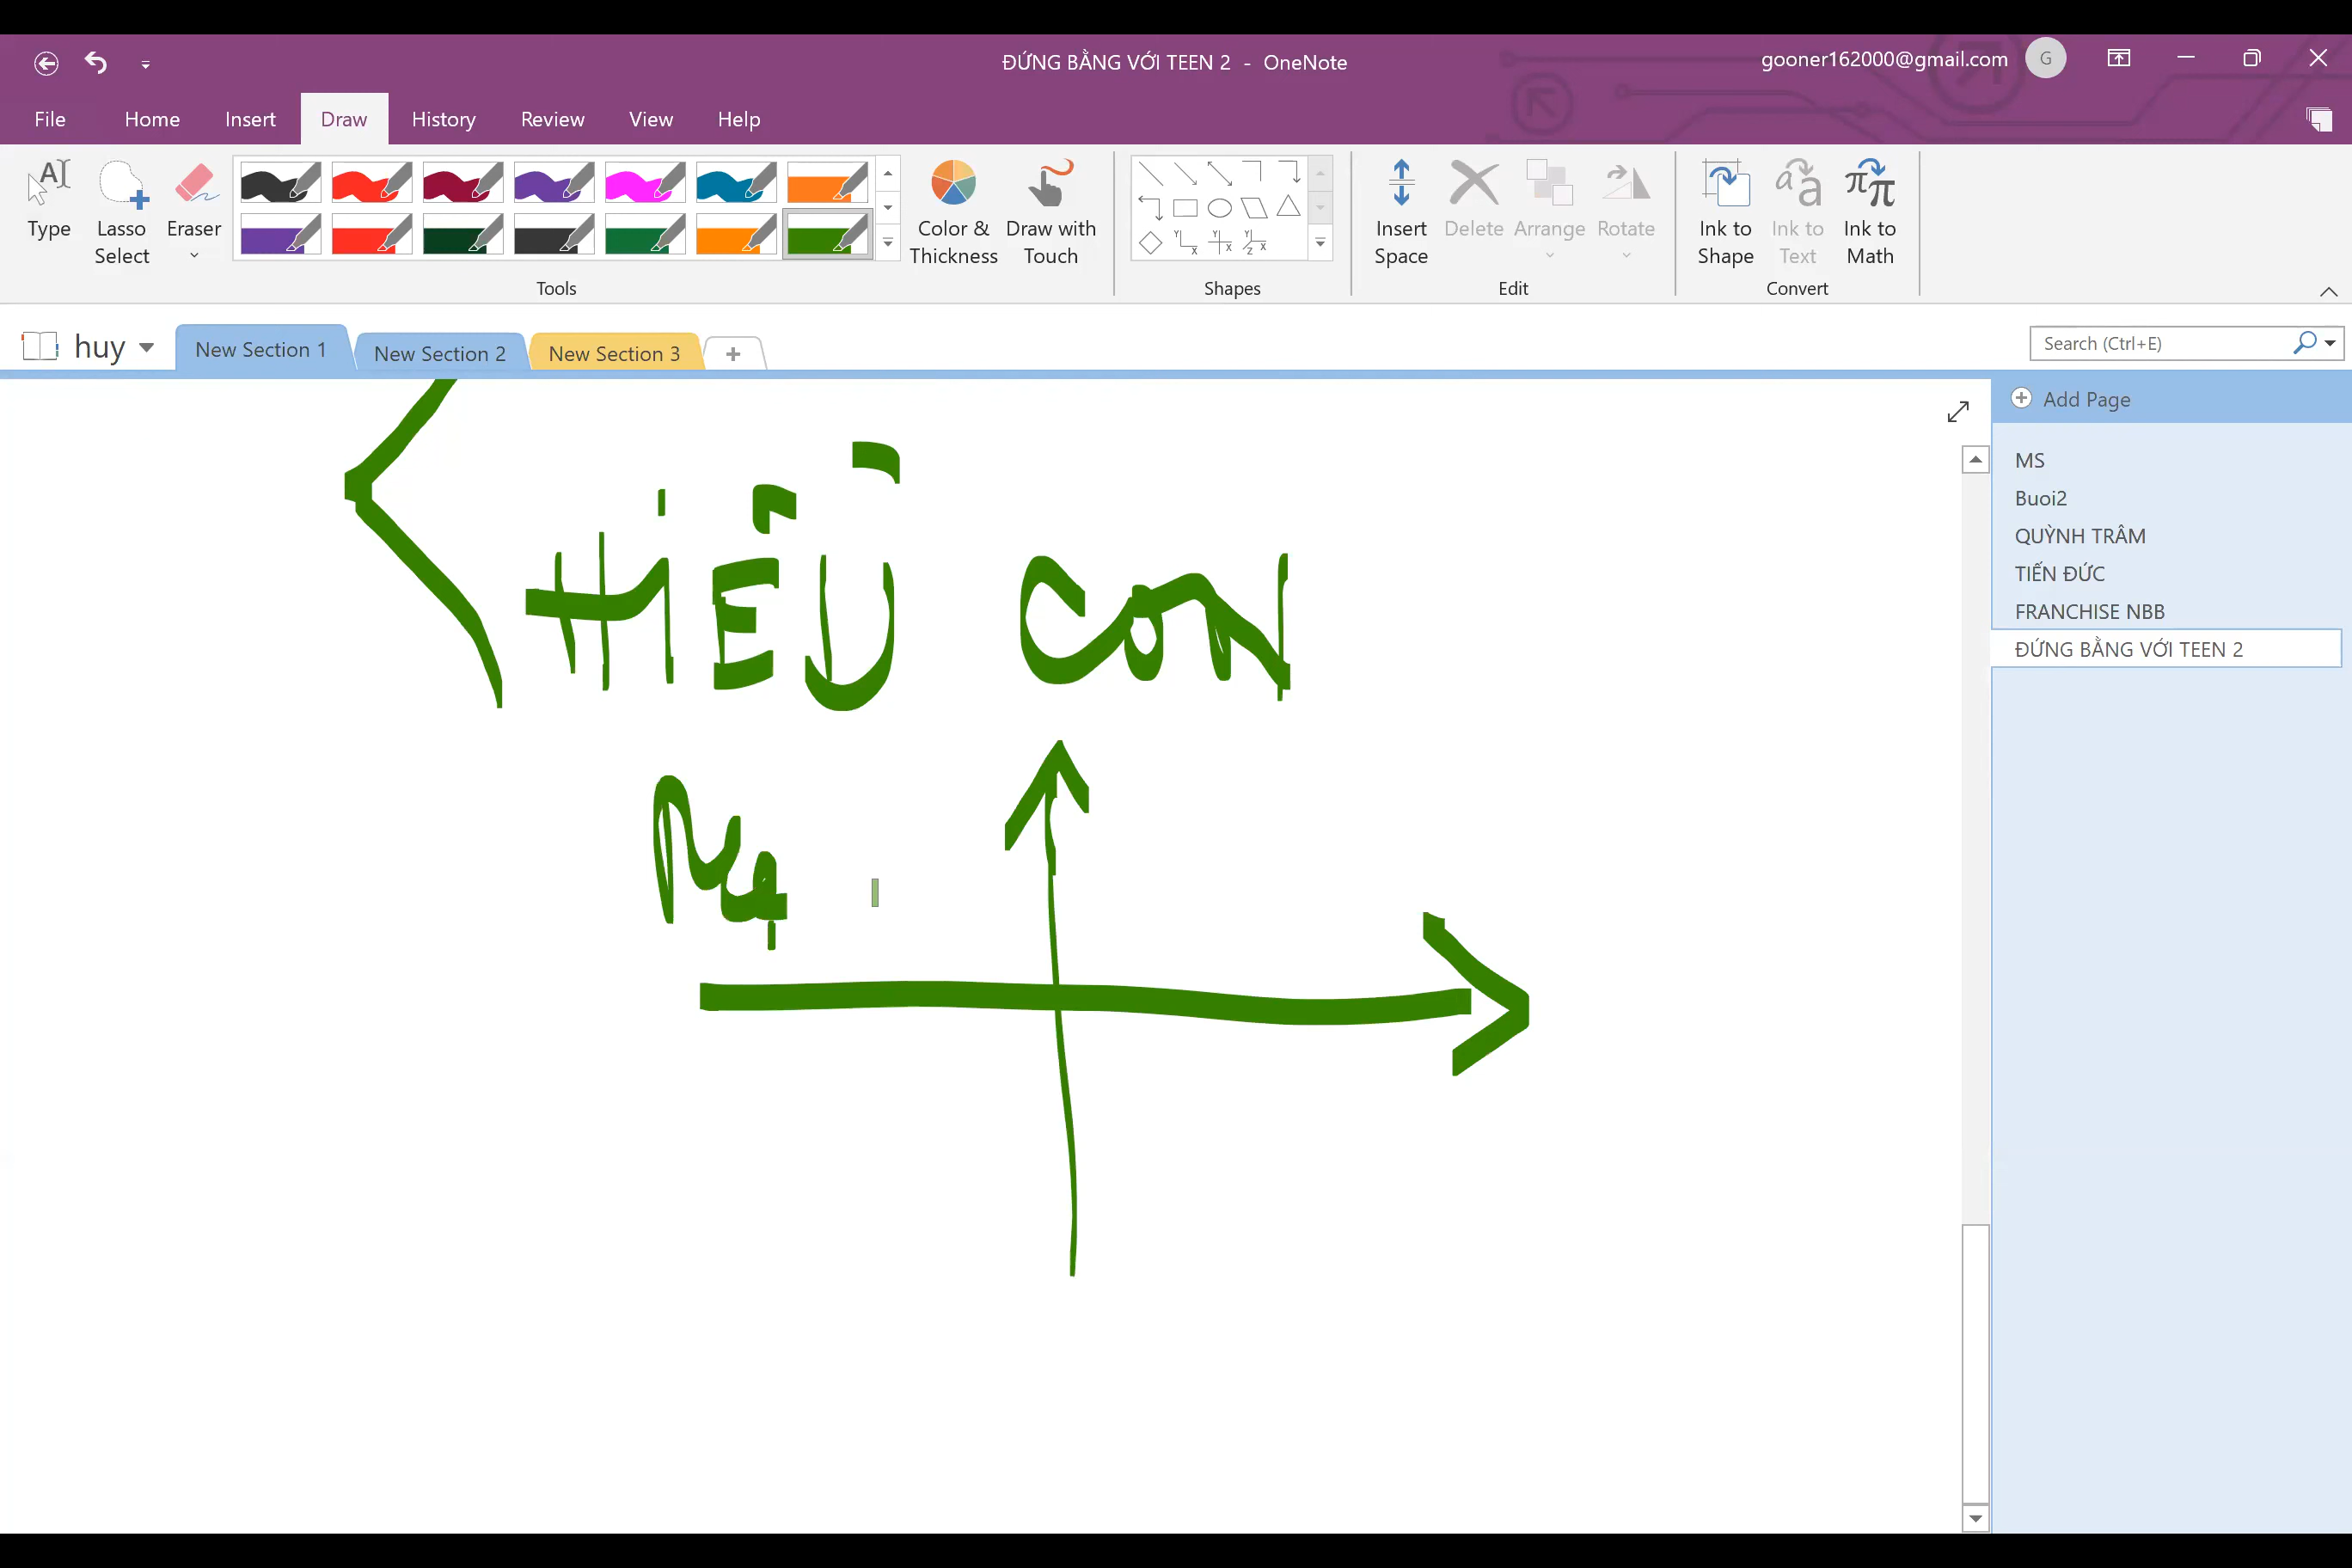 ĐỨNG BẰNG VỚI TEEN 2 - OneNote
gooner162000@gmail.com G
File Home Insert Draw History Review View Help
Type
Lasso Select
Eraser
Color & Thickness
Draw with Touch
Tools
Shapes
Insert Space
Delete
Arrange
Rotate
Edit
Ink to Shape
Ink to Text
Ink to Math
Convert
huy
New Section 1
New Section 2
New Section 3
Search (Ctrl+E)
Add Page
MS
Buoi2
QUỲNH TRÂM
TIẾN ĐỨC
FRANCHISE NBB
ĐỨNG BẰNG VỚI TEEN 2
HIỂU CON